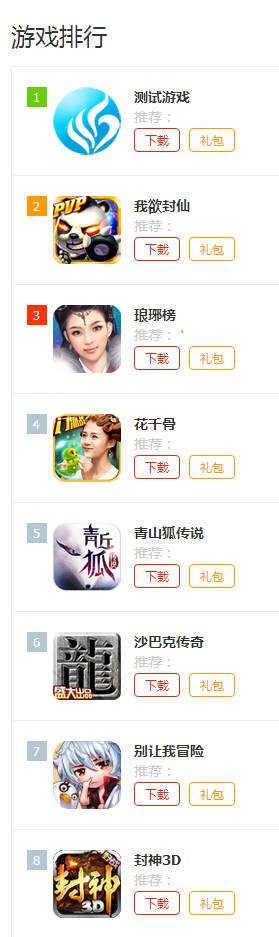 游戏排行
1
测试游戏
推荐：
下载 礼包
2
PVP
我欲封仙
推荐：
下载 礼包
3
琅琊榜
推荐：
下载 礼包
4
花千骨
推荐：
下载 礼包
5
青丘狐
传说
青山狐传说
推荐：
下载 礼包
6
龍
盛大出品
沙巴克传奇
推荐：
下载 礼包
7
别让我冒险
推荐：
下载 礼包
8
封神
3D
封神3D
推荐：
下载 礼包